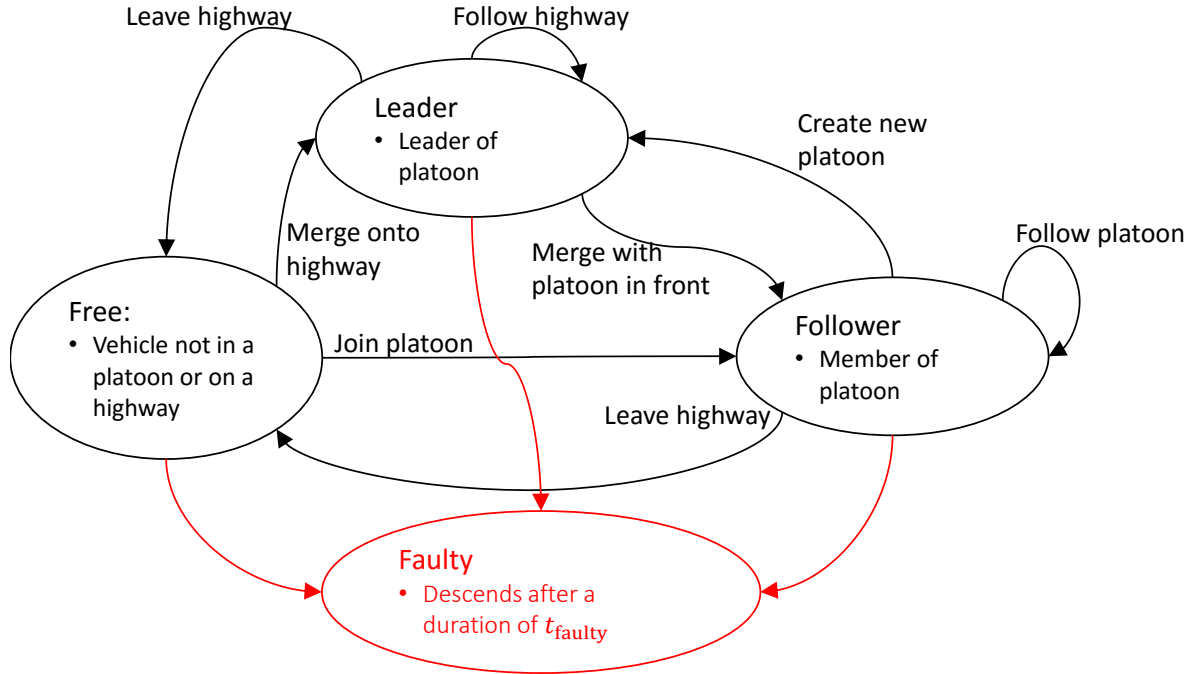 Leave highway
Follow highway
Leader
• Leader of
platoon
Create new
platoon
Merge onto
highway
Merge with
platoon in front
Follow platoon
Free:
• Vehicle not in a
platoon or on a
highway
Join platoon
Follower
• Member of
platoon
Leave highway
Faulty
• Descends after a
duration of t_faulty